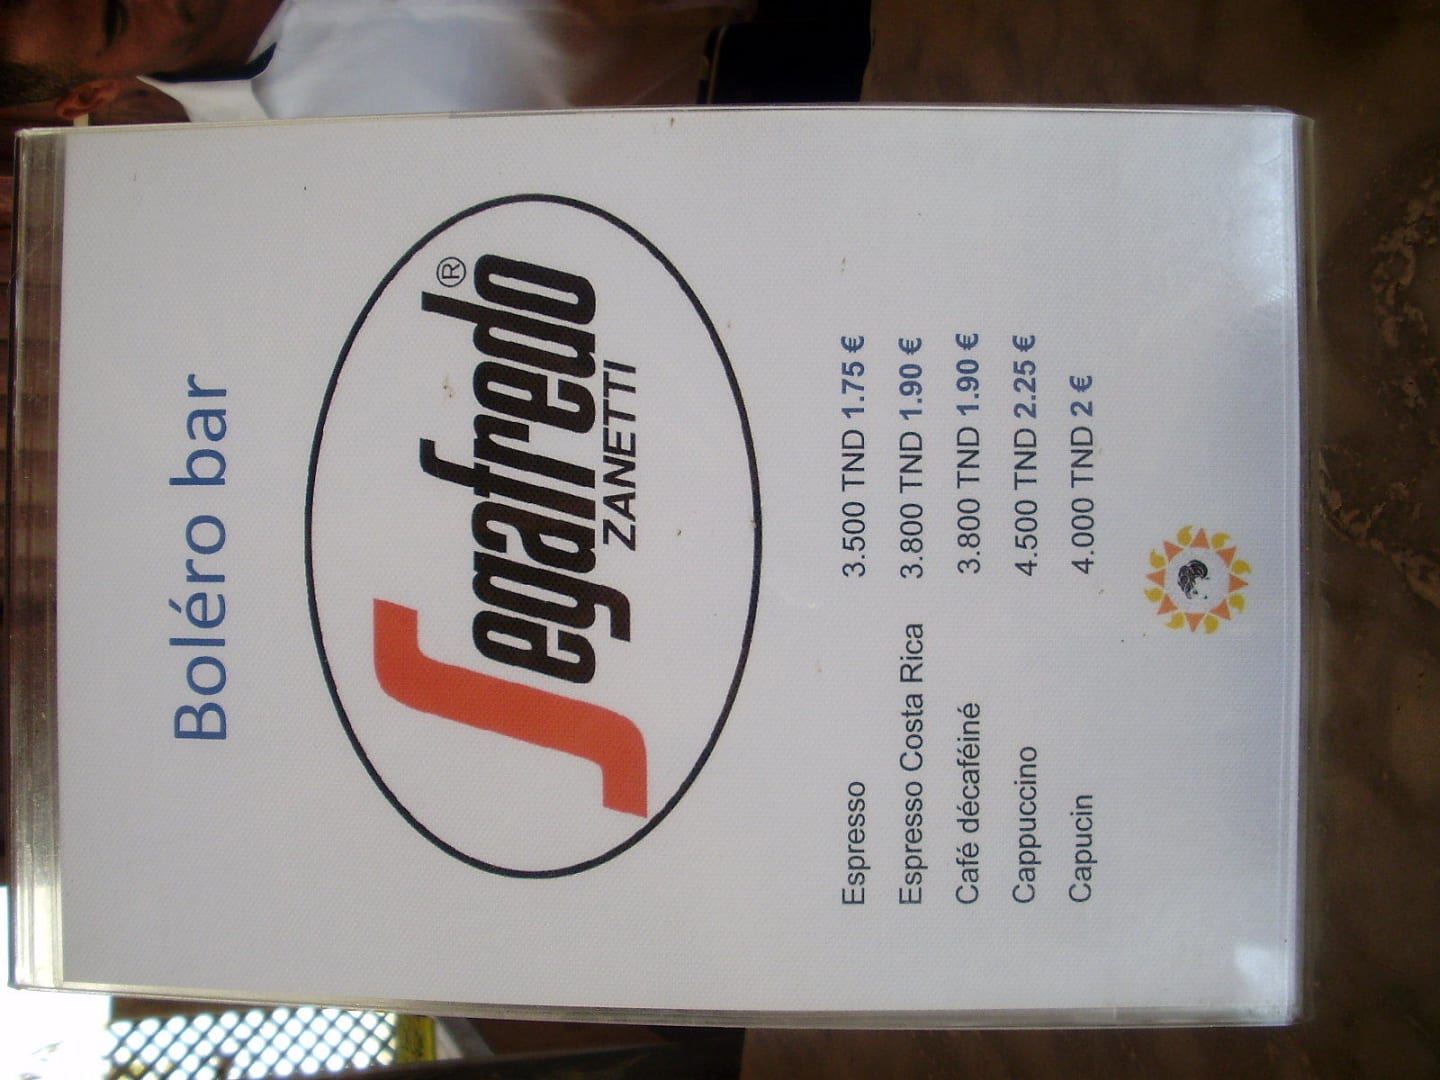 Boléro bar
Segafredo®
ZANETTI
Espresso 3.500 TND 1.75 €
Espresso Costa Rica 3.800 TND 1.90 €
Café décaféiné 3.800 TND 1.90 €
Cappuccino 4.500 TND 2.25 €
Capucin 4.000 TND 2 €